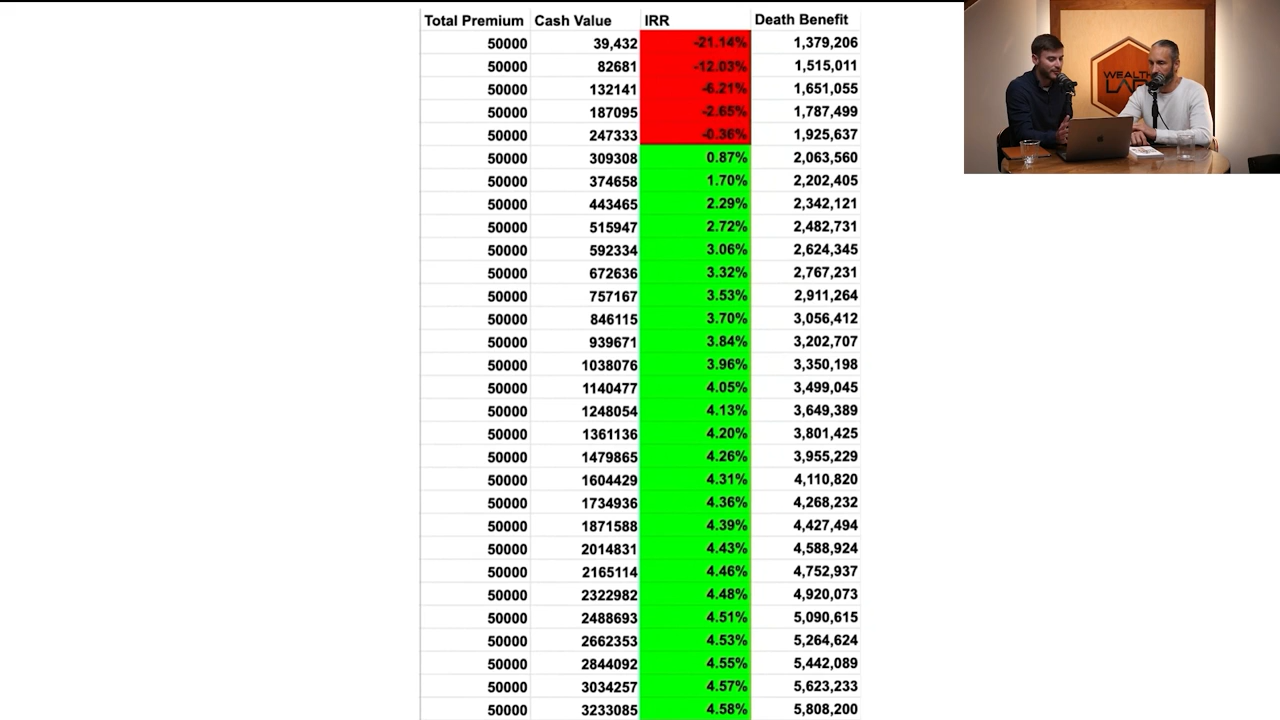 Total Premium Cash Value IRR Death Benefit
50000 39,432 -21.14% 1,379,206
50000 82681 -12.03% 1,515,011
50000 132141 -6.21% 1,651,055
50000 187095 -2.65% 1,787,499
50000 247333 -0.36% 1,925,637
50000 309308 0.87% 2,063,560
50000 374658 1.70% 2,202,405
50000 443465 2.29% 2,342,121
50000 515947 2.72% 2,482,731
50000 592334 3.06% 2,624,345
50000 672636 3.32% 2,767,231
50000 757167 3.53% 2,911,264
50000 846115 3.70% 3,056,412
50000 939671 3.84% 3,202,707
50000 1038076 3.96% 3,350,198
50000 1140477 4.05% 3,499,045
50000 1248054 4.13% 3,649,389
50000 1361136 4.20% 3,801,425
50000 1479865 4.26% 3,955,229
50000 1604429 4.31% 4,110,820
50000 1734936 4.36% 4,268,232
50000 1871588 4.39% 4,427,494
50000 2014831 4.43% 4,588,924
50000 2165114 4.46% 4,752,937
50000 2322982 4.48% 4,920,073
50000 2488693 4.51% 5,090,615
50000 2662353 4.53% 5,264,624
50000 2844092 4.55% 5,442,089
50000 3034257 4.57% 5,623,233
50000 3233085 4.58% 5,808,200